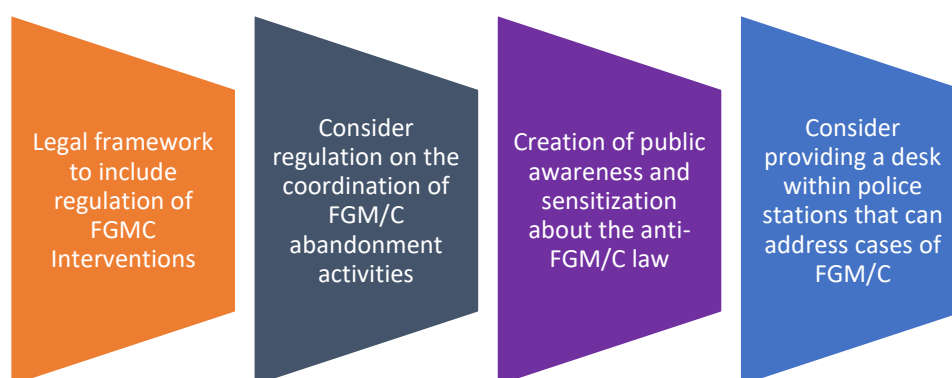 Legal framework
to include
regulation of
FGMC
Interventions
Consider
regulation on the
coordination of
FGM/C
abandonment
activities
Creation of public
awareness and
sensitization
about the anti-
FGM/C law
Consider
providing a desk
within police
stations that can
address cases of
FGM/C